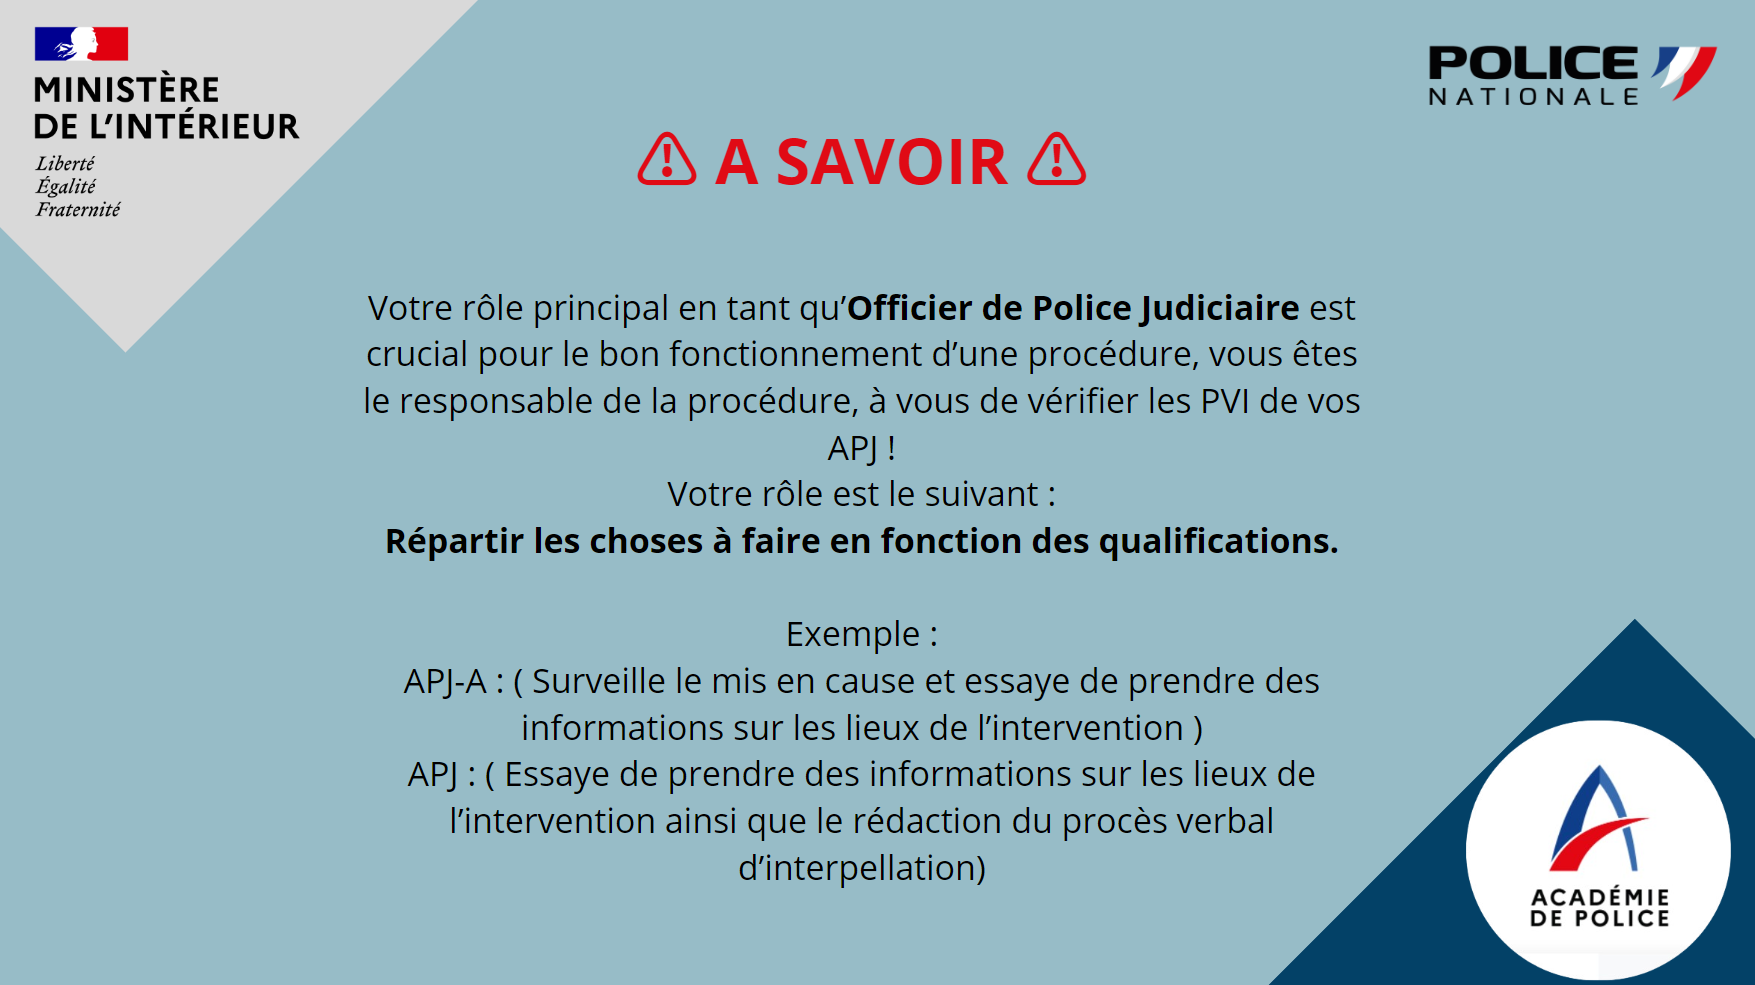 MINISTÈRE
DE L’INTÉRIEUR
Liberté
Égalité
Fraternité
POLICE
NATIONALE
A SAVOIR
Votre rôle principal en tant qu’Officier de Police Judiciaire est
crucial pour le bon fonctionnement d’une procédure, vous êtes
le responsable de la procédure, à vous de vérifier les PVI de vos
APJ !
Votre rôle est le suivant :
Répartir les choses à faire en fonction des qualifications.
Exemple :
APJ-A : ( Surveille le mis en cause et essaye de prendre des
informations sur les lieux de l’intervention )
APJ : ( Essaye de prendre des informations sur les lieux de
l’intervention ainsi que le rédaction du procès verbal
d’interpellation)
ACADÉMIE
DE POLICE